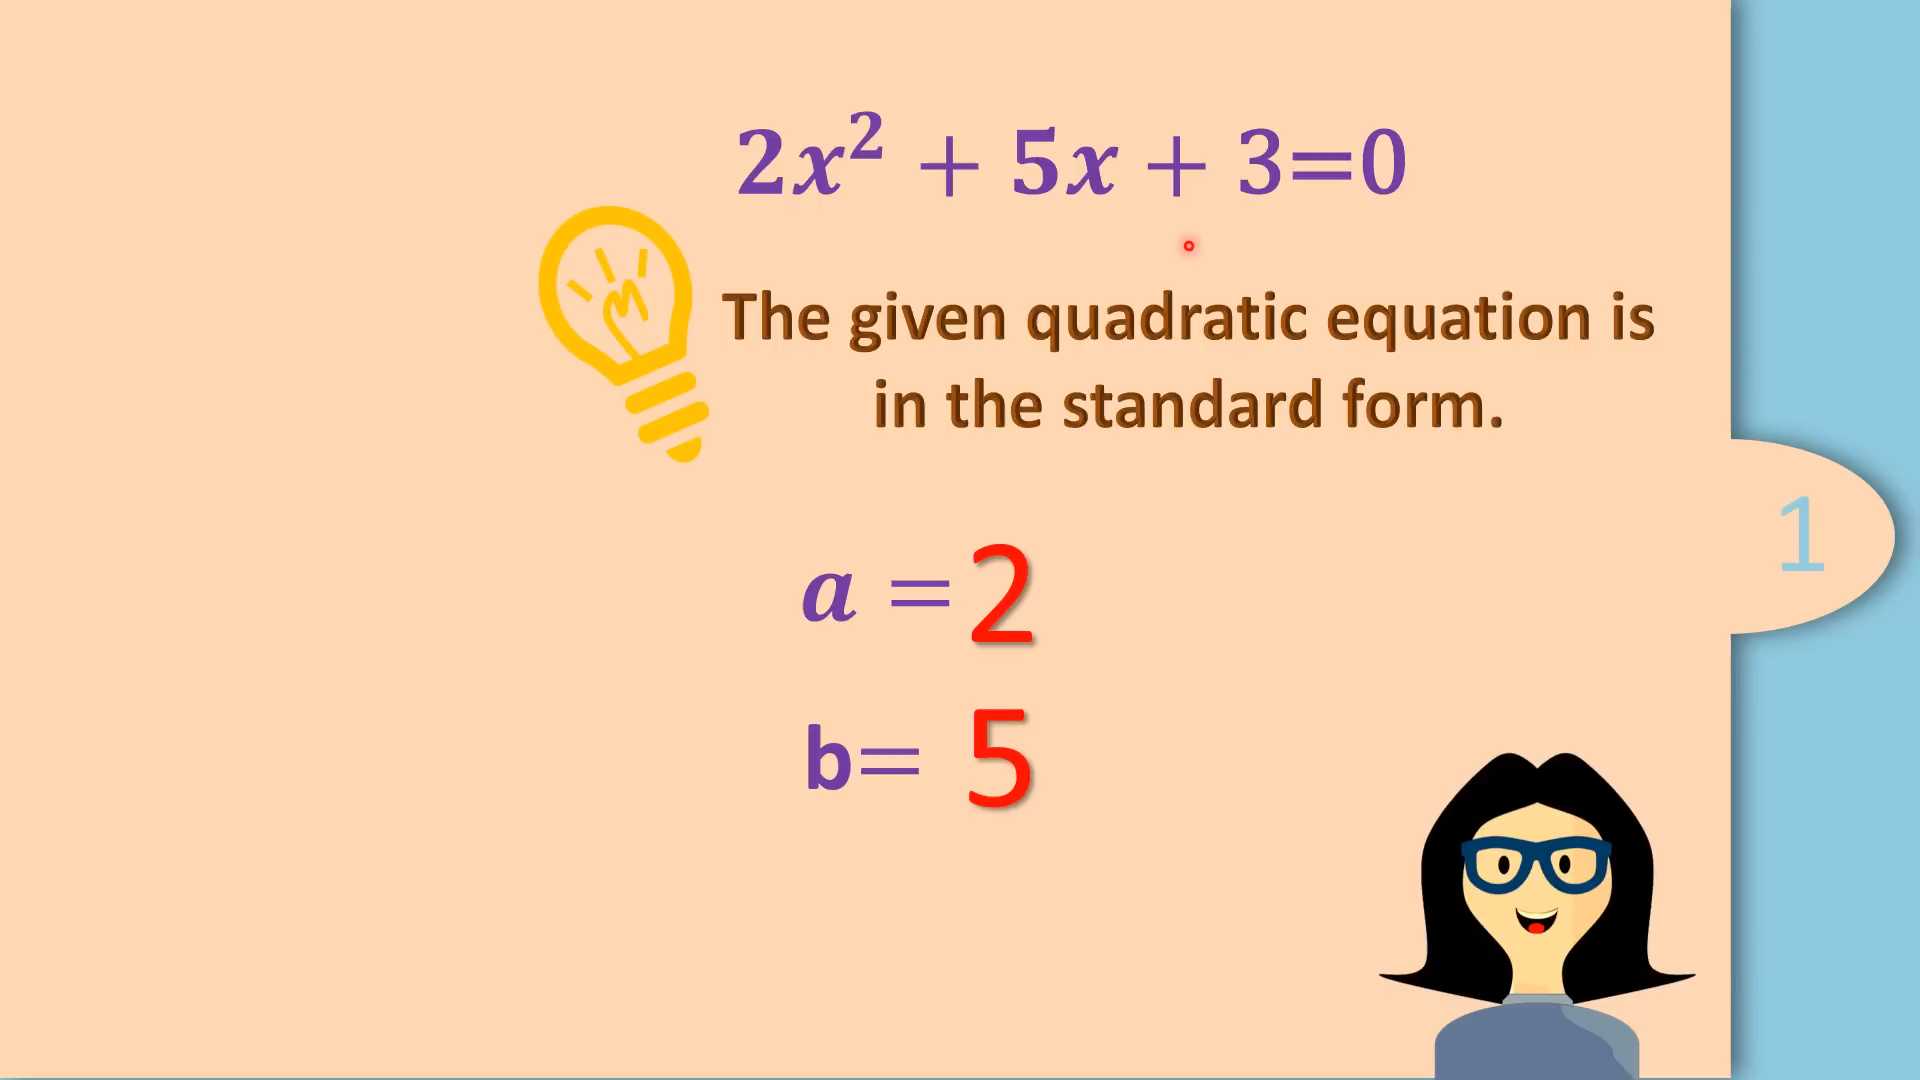 2x² + 5x + 3=0
The given quadratic equation is
in the standard form.
1
a = 2
b= 5